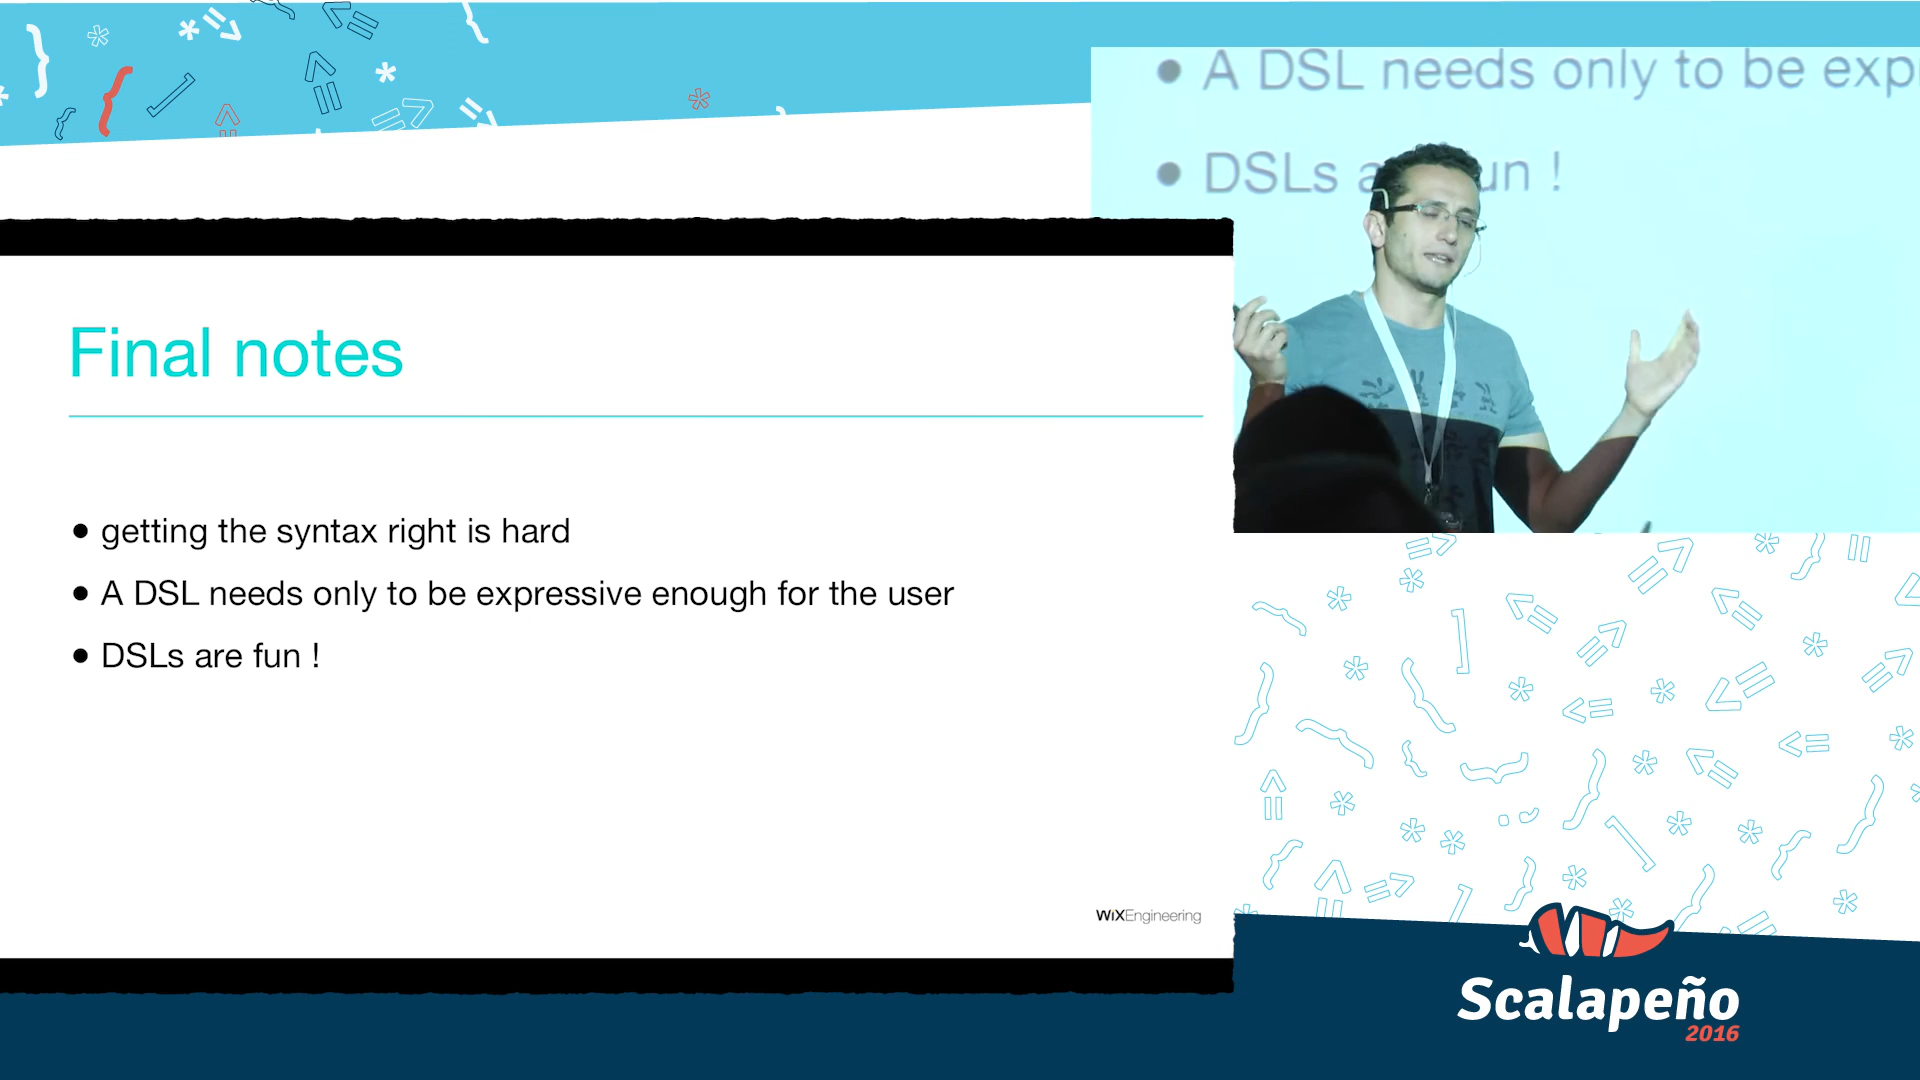 A DSL needs only to be exp
DSLs a un !
Final notes
getting the syntax right is hard
A DSL needs only to be expressive enough for the user
DSLs are fun !
WiXEngineering
Scalapeño
2016